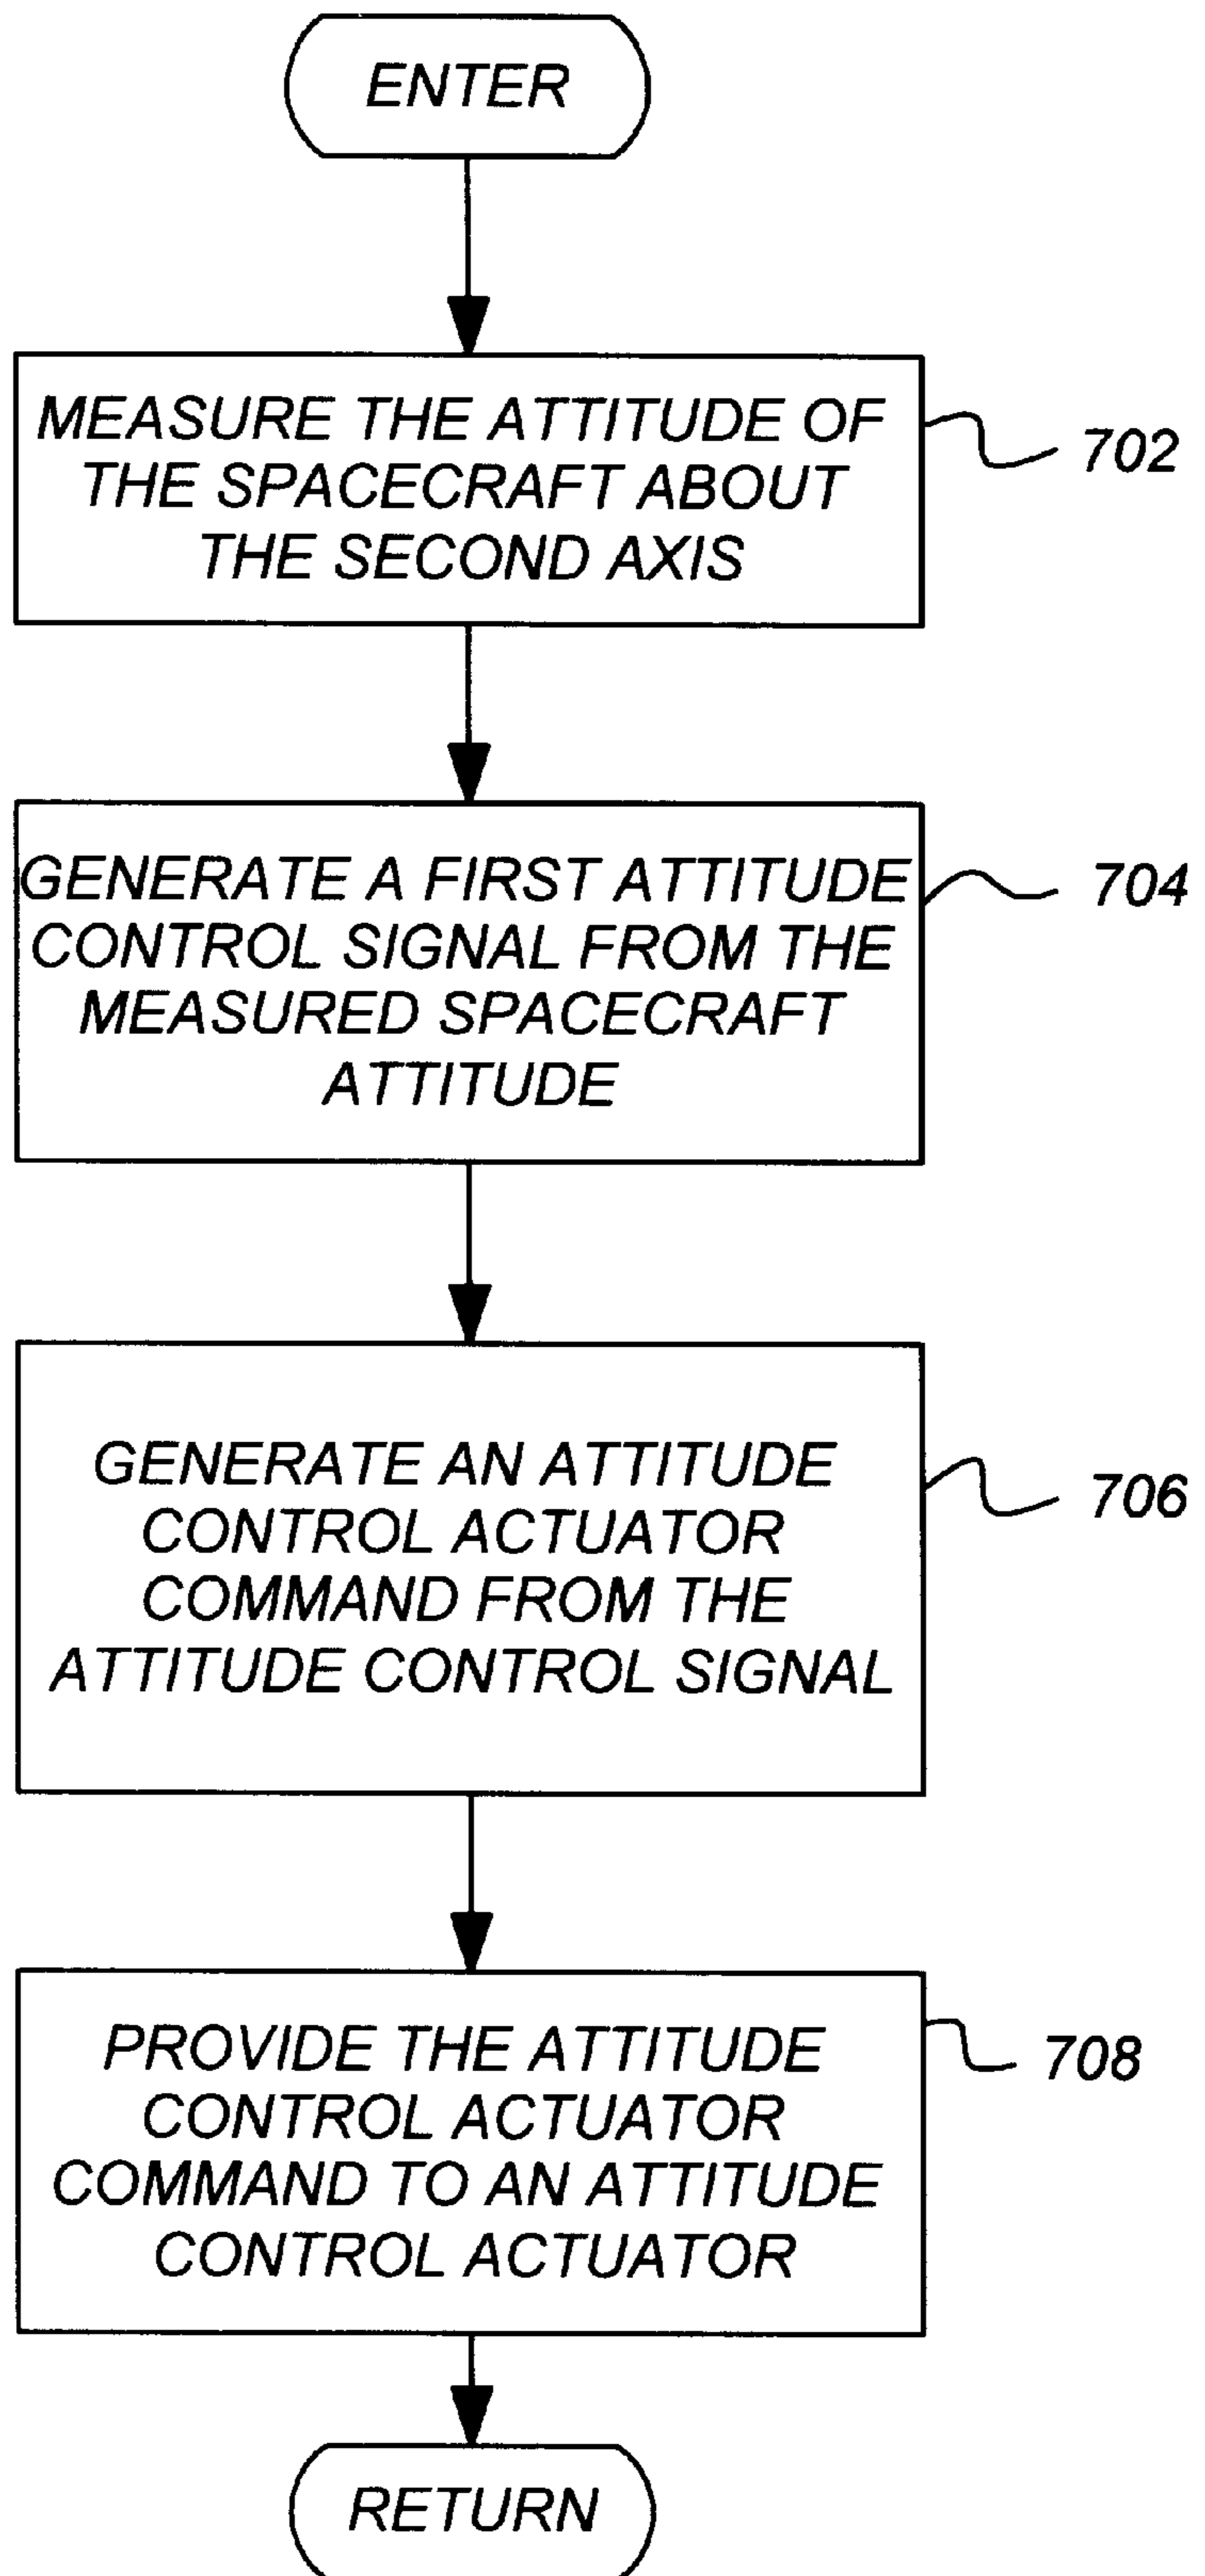 ENTER
MEASURE THE ATTITUDE OF
THE SPACECRAFT ABOUT
THE SECOND AXIS
702
GENERATE A FIRST ATTITUDE
CONTROL SIGNAL FROM THE
MEASURED SPACECRAFT
ATTITUDE
704
GENERATE AN ATTITUDE
CONTROL ACTUATOR
COMMAND FROM THE
ATTITUDE CONTROL SIGNAL
706
PROVIDE THE ATTITUDE
CONTROL ACTUATOR
COMMAND TO AN ATTITUDE
CONTROL ACTUATOR
708
RETURN